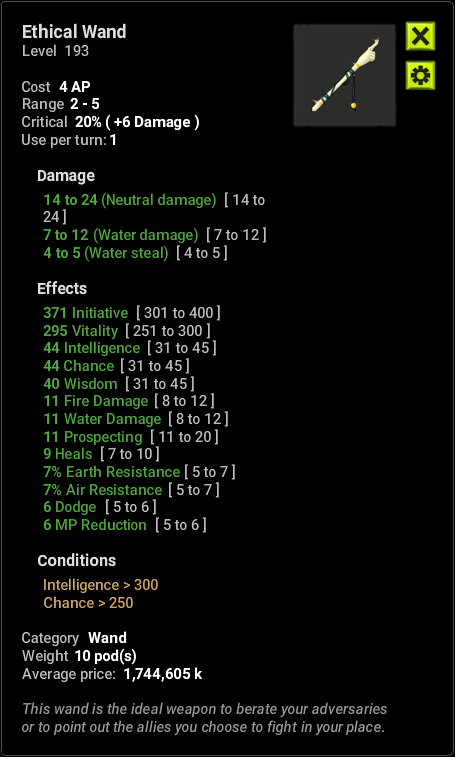 Ethical Wand
Level 193
Cost 4 AP
Range 2 - 5
Critical 20% ( +6 Damage )
Use per turn: 1
Damage
14 to 24 (Neutral damage) [ 14 to
24 ]
7 to 12 (Water damage) [ 7 to 12 ]
4 to 5 (Water steal) [ 4 to 5 ]
Effects
371 Initiative [ 301 to 400 ]
295 Vitality [ 251 to 300 ]
44 Intelligence [ 31 to 45 ]
44 Chance [ 31 to 45 ]
40 Wisdom [ 31 to 45 ]
11 Fire Damage [ 8 to 12 ]
11 Water Damage [ 8 to 12 ]
11 Prospecting [ 11 to 20 ]
9 Heals [ 7 to 10 ]
7% Earth Resistance [ 5 to 7 ]
7% Air Resistance [ 5 to 7 ]
6 Dodge [ 5 to 6 ]
6 MP Reduction [ 5 to 6 ]
Conditions
Intelligence > 300
Chance > 250
Category Wand
Weight 10 pod(s)
Average price: 1,744,605 k
This wand is the ideal weapon to berate your adversaries
or to point out the allies you choose to fight in your place.